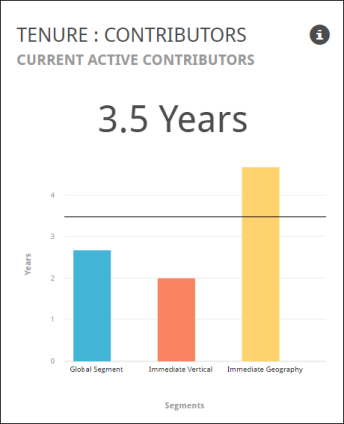 TENURE : CONTRIBUTORS
i
CURRENT ACTIVE CONTRIBUTORS
3.5 Years
4
3
2
1
0
Years
Global Segment
Immediate Vertical
Immediate Geography
Segments